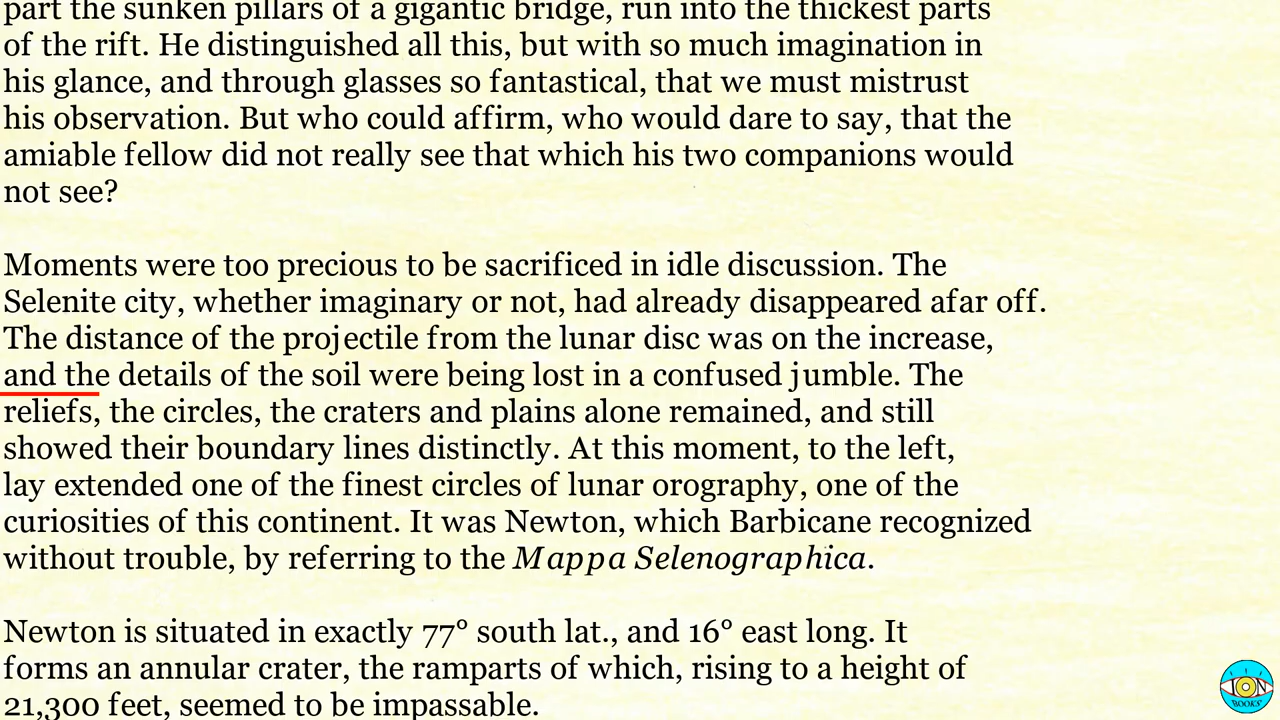 part the sunken pillars of a gigantic bridge, run into the thickest parts
of the rift. He distinguished all this, but with so much imagination in
his glance, and through glasses so fantastical, that we must mistrust
his observation. But who could affirm, who would dare to say, that the
amiable fellow did not really see that which his two companions would
not see?
Moments were too precious to be sacrificed in idle discussion. The
Selenite city, whether imaginary or not, had already disappeared afar off.
The distance of the projectile from the lunar disc was on the increase,
and the details of the soil were being lost in a confused jumble. The
reliefs, the circles, the craters and plains alone remained, and still
showed their boundary lines distinctly. At this moment, to the left,
lay extended one of the finest circles of lunar orography, one of the
curiosities of this continent. It was Newton, which Barbicane recognized
without trouble, by referring to the Mappa Selenographica.
Newton is situated in exactly 77° south lat., and 16° east long. It
forms an annular crater, the ramparts of which, rising to a height of
21,300 feet, seemed to be impassable.
ION
BOOKS